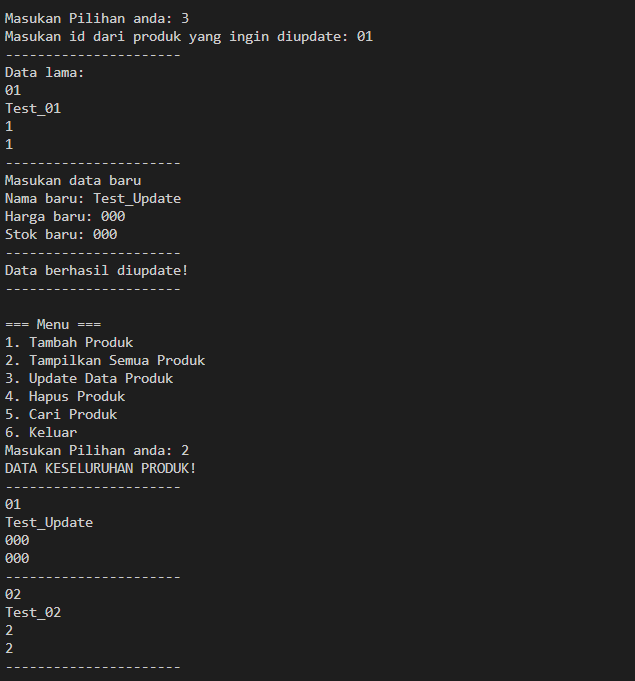 Masukan Pilihan anda: 3
Masukan id dari produk yang ingin diupdate: 01
----------------------
Data lama:
01
Test_01
1
1
----------------------
Masukan data baru
Nama baru: Test_Update
Harga baru: 000
Stok baru: 000
----------------------
Data berhasil diupdate!
----------------------

=== Menu ===
1. Tambah Produk
2. Tampilkan Semua Produk
3. Update Data Produk
4. Hapus Produk
5. Cari Produk
6. Keluar
Masukan Pilihan anda: 2
DATA KESELURUHAN PRODUK!
----------------------
01
Test_Update
000
000
----------------------
02
Test_02
2
2
----------------------